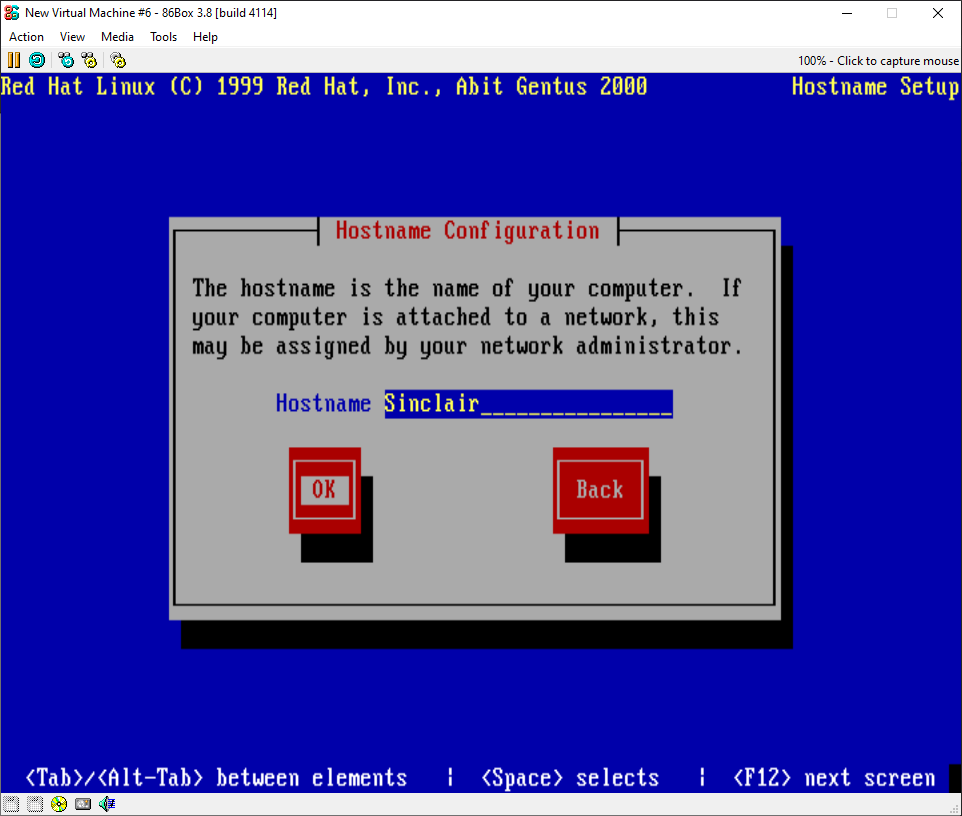 New Virtual Machine #6 - 86Box 3.8 [build 4114]
Action View Media Tools Help
100% - Click to capture mouse
Red Hat Linux (C) 1999 Red Hat, Inc., Abit Gentus 2000 Hostname Setup
Hostname Configuration
The hostname is the name of your computer. If
your computer is attached to a network, this
may be assigned by your network administrator.
Hostname Sinclair________________
OK Back
<Tab>/<Alt-Tab> between elements | <Space> selects | <F12> next screen